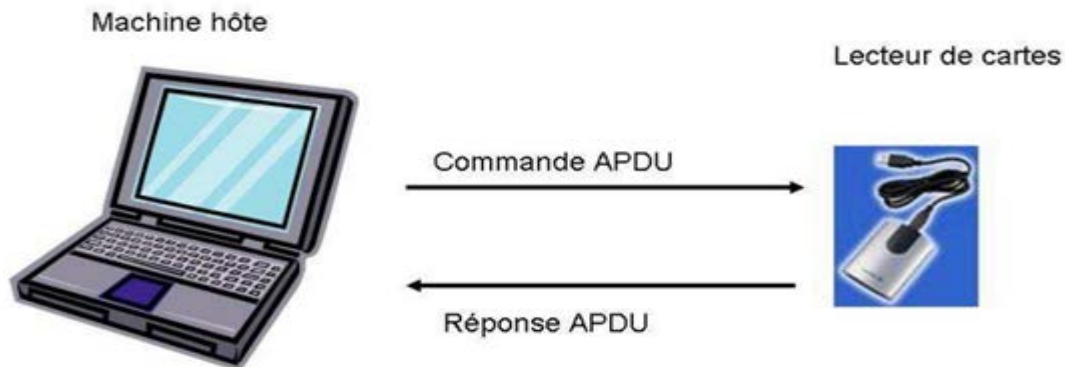 Machine hôte
Lecteur de cartes
Commande APDU
Réponse APDU